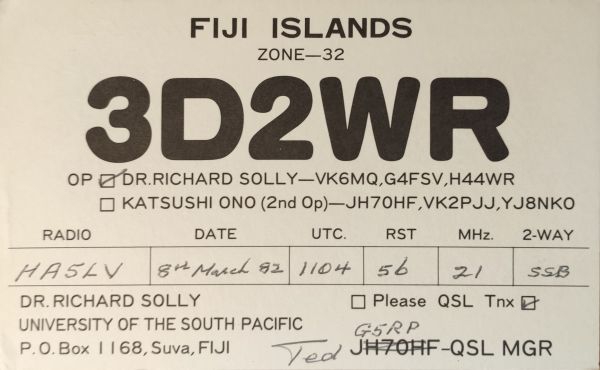 FIJI ISLANDS
ZONE—32
3D2WR
OP ☑ DR.RICHARD SOLLY—VK6MQ,G4FSV,H44WR
☐ KATSUSHI ONO (2nd Op)—JH7OHF,VK2PJJ,YJ8NKO
RADIO DATE UTC. RST MHz. 2-WAY
HA5LV 8th March 82 1104 56 21 SSB
DR.RICHARD SOLLY ☐ Please QSL Tnx ☑
UNIVERSITY OF THE SOUTH PACIFIC G5RP
P.O.Box 1168, Suva, FIJI Ted JH7OHF-QSL MGR